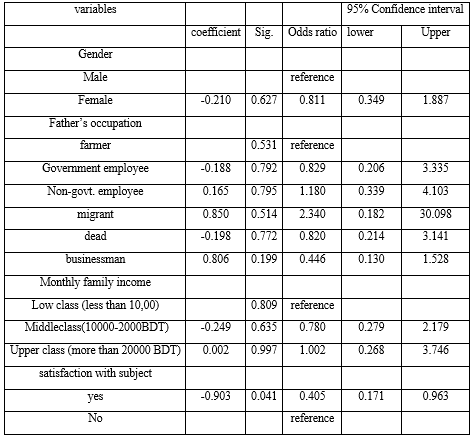 variables 95% Confidence interval
coefficient Sig. Odds ratio lower Upper
Gender
Male reference
Female -0.210 0.627 0.811 0.349 1.887
Father's occupation
farmer 0.531 reference
Government employee -0.188 0.792 0.829 0.206 3.335
Non-govt. employee 0.165 0.795 1.180 0.339 4.103
migrant 0.850 0.514 2.340 0.182 30.098
dead -0.198 0.772 0.820 0.214 3.141
businessman 0.806 0.199 0.446 0.130 1.528
Monthly family income
Low class (less than 10,00) 0.809 reference
Middleclass(10000-2000BDT) -0.249 0.635 0.780 0.279 2.179
Upper class (more than 20000 BDT) 0.002 0.997 1.002 0.268 3.746
satisfaction with subject
yes -0.903 0.041 0.405 0.171 0.963
No reference